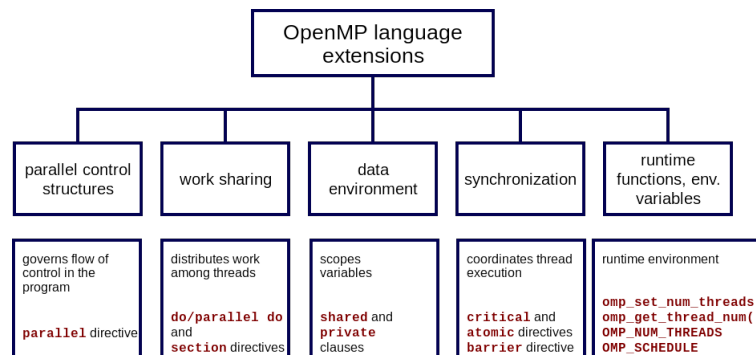 OpenMP language
extensions
parallel control
structures
work sharing
data
environment
synchronization
runtime
functions, env.
variables
governs flow of
control in the
program
parallel directive
distributes work
among threads
do/parallel do
and
section directives
scopes
variables
shared and
private
clauses
coordinates thread
execution
critical and
atomic directives
barrier directive
runtime environment
omp_set_num_threads
omp_get_thread_num(
OMP_NUM_THREADS
OMP_SCHEDULE